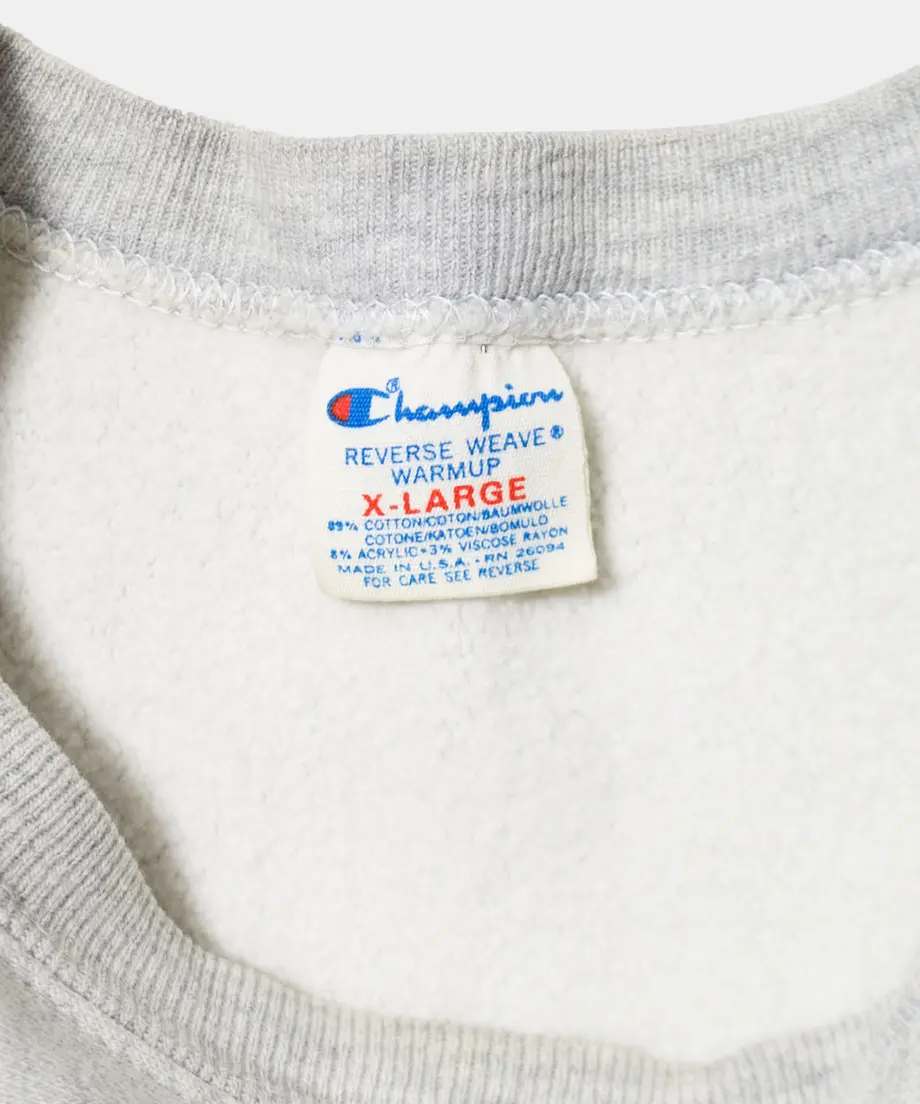 Champion®
REVERSE WEAVE®
WARMUP
X-LARGE
89% COTTON/COTON/BAUMWOLLE
COTONE/KATOEN/BOMULD
8% ACRYLIC•3% VISCOSE RAYON
MADE IN U.S.A. • RN 26094
FOR CARE SEE REVERSE